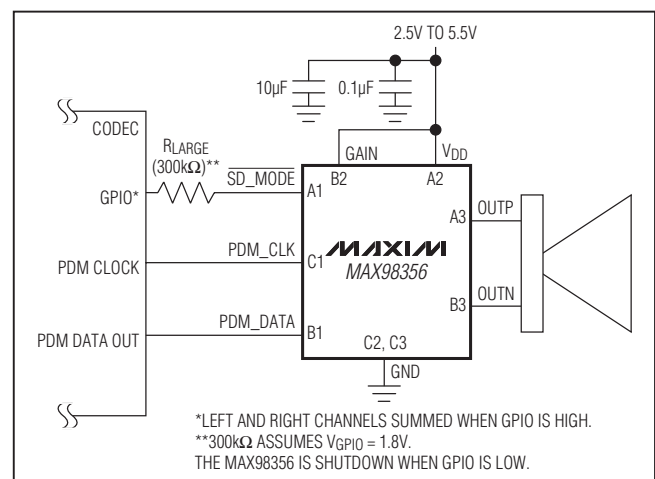 2.5V TO 5.5V
10µF
0.1µF
CODEC
RLARGE
(300kΩ)**
SD_MODE
GAIN
VDD
B2
A2
GPIO*
A1
A3
OUTP
MAXIM
MAX98356
PDM CLOCK
PDM_CLK
C1
B3
OUTN
PDM DATA OUT
PDM_DATA
B1
C2, C3
GND
*LEFT AND RIGHT CHANNELS SUMMED WHEN GPIO IS HIGH.
**300kΩ ASSUMES VGPIO = 1.8V.
THE MAX98356 IS SHUTDOWN WHEN GPIO IS LOW.